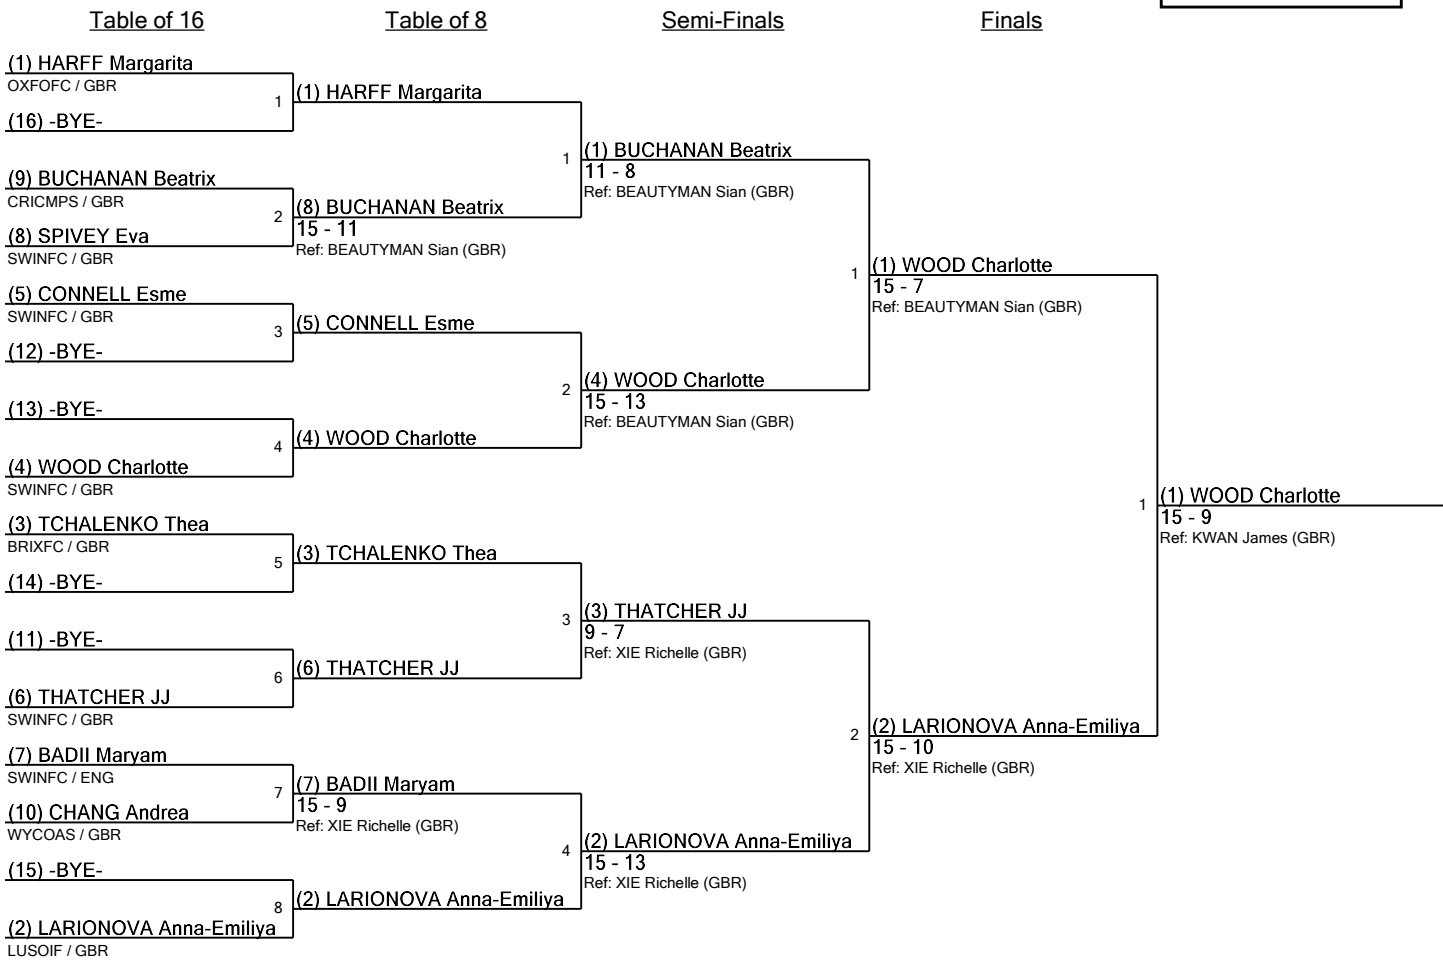 Table of 16
Table of 8
Semi-Finals
Finals
(1) HARFF Margarita
OXFOFC / GBR
1
(16) -BYE-
(9) BUCHANAN Beatrix
CRICMPS / GBR
2
(8) SPIVEY Eva
SWINFC / GBR
(5) CONNELL Esme
SWINFC / GBR
3
(12) -BYE-
(13) -BYE-
4
(4) WOOD Charlotte
SWINFC / GBR
(3) TCHALENKO Thea
BRIXFC / GBR
5
(14) -BYE-
(11) -BYE-
6
(6) THATCHER JJ
SWINFC / GBR
(7) BADII Maryam
SWINFC / ENG
7
(10) CHANG Andrea
WYCOAS / GBR
(15) -BYE-
8
(2) LARIONOVA Anna-Emiliya
LUSOIF / GBR
(1) HARFF Margarita
1
(8) BUCHANAN Beatrix
15 - 11
Ref: BEAUTYMAN Sian (GBR)
(5) CONNELL Esme
2
(4) WOOD Charlotte
(3) TCHALENKO Thea
3
(6) THATCHER JJ
(7) BADII Maryam
15 - 9
Ref: XIE Richelle (GBR)
4
(2) LARIONOVA Anna-Emiliya
(1) BUCHANAN Beatrix
11 - 8
Ref: BEAUTYMAN Sian (GBR)
1
(4) WOOD Charlotte
15 - 13
Ref: BEAUTYMAN Sian (GBR)
(3) THATCHER JJ
9 - 7
Ref: XIE Richelle (GBR)
2
(2) LARIONOVA Anna-Emiliya
15 - 13
Ref: XIE Richelle (GBR)
(1) WOOD Charlotte
15 - 7
Ref: BEAUTYMAN Sian (GBR)
1
(2) LARIONOVA Anna-Emiliya
15 - 10
Ref: XIE Richelle (GBR)
(1) WOOD Charlotte
15 - 9
Ref: KWAN James (GBR)